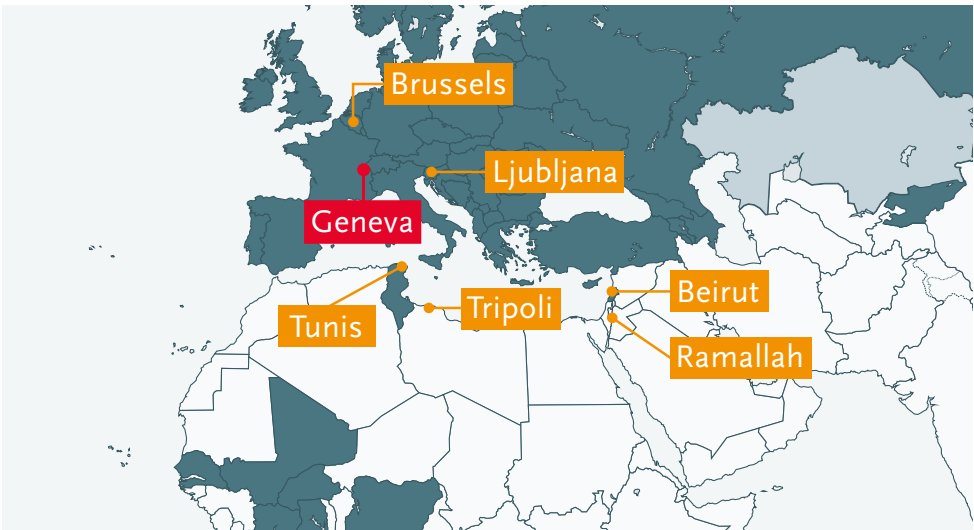 Brussels
Ljubljana
Geneva
Beirut
Tripoli
Tunis
Ramallah